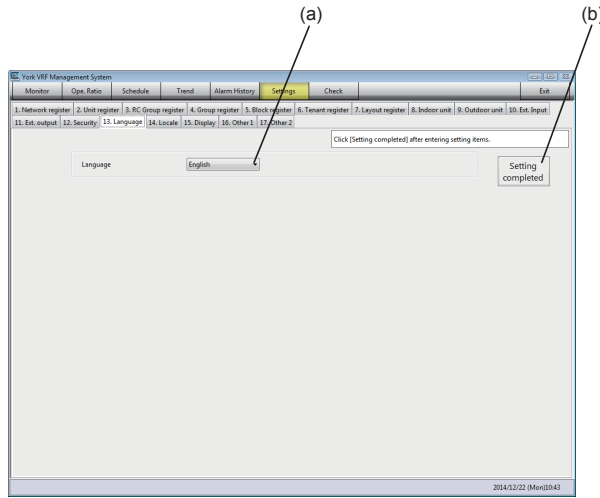 (a) (b)
York VRF Management System
Monitor Ope. Ratio Schedule Trend Alarm History Settings Check Exit
1. Network register 2. Unit register 3. RC Group register 4. Group register 5. Block register 6. Tenant register 7. Layout register 8. Indoor unit 9. Outdoor unit 10. Ext. Input
11. Ext. output 12. Security 13. Language 14. Locale 15. Display 16. Other 1 17. Other 2
Click [Setting completed] after entering setting items.
Language English Setting
completed
2014/12/22 (Mon)10:43